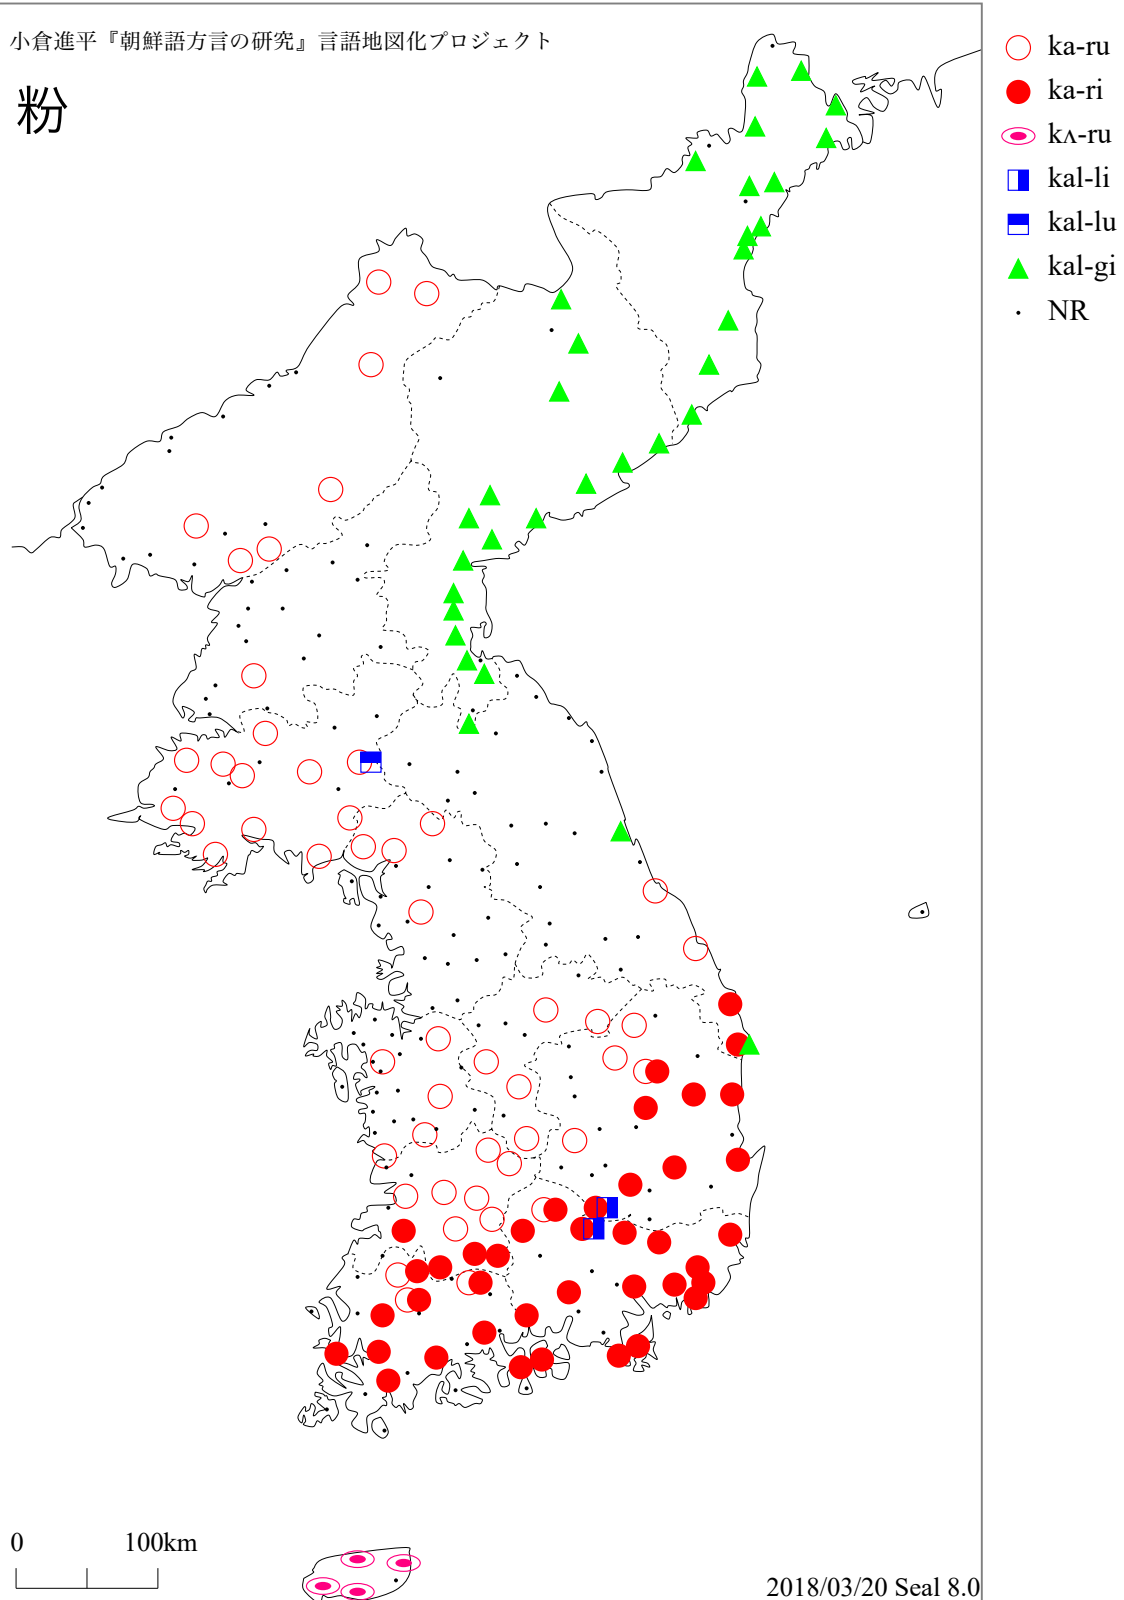 小倉進平『朝鮮語方言の研究』言語地図化プロジェクト
粉
ka-ru
ka-ri
kʌ-ru
kal-li
kal-lu
kal-gi
NR
0 100km
2018/03/20 Seal 8.0